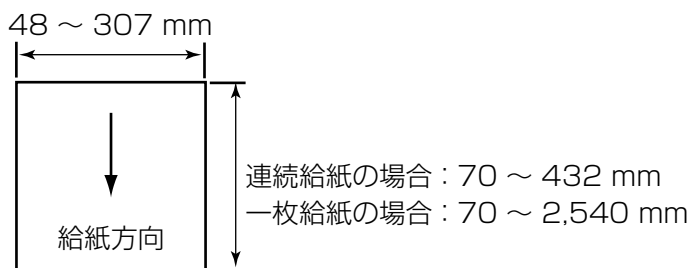 48 ～ 307 mm
連続給紙の場合：70 ～ 432 mm
一枚給紙の場合：70 ～ 2,540 mm
給紙方向